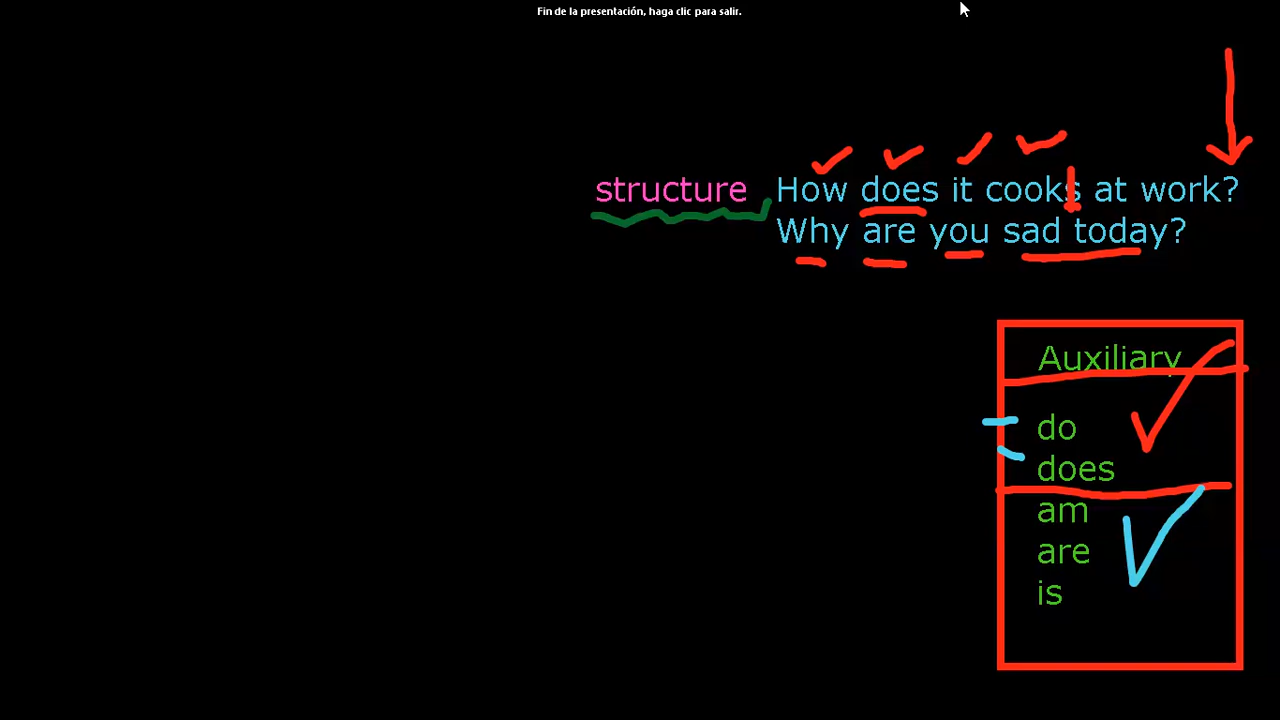 Fin de la presentación, haga clic para salir.
structure How does it cooks at work?
Why are you sad today?
Auxiliary
do
does
am
are
is